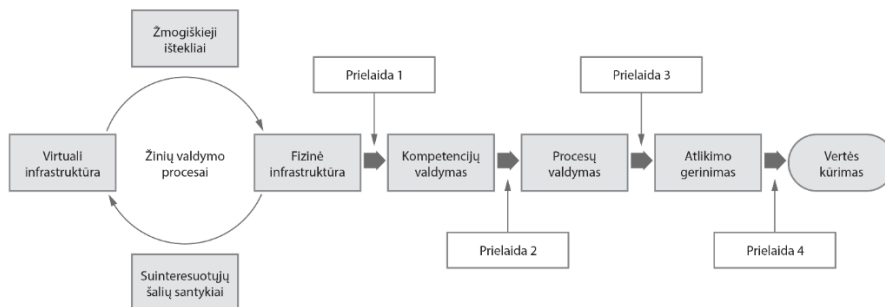 Žmogiškieji
ištekliai
Prielaida 1
Prielaida 3
Virtuali
infrastruktūra
Žinių valdymo
procesai
Fizinė
infrastruktūra
Kompetencijų
valdymas
Procesų
valdymas
Atlikimo
gerinimas
Vertės
kūrimas
Prielaida 2
Prielaida 4
Suinteresuotųjų
šalių santykiai